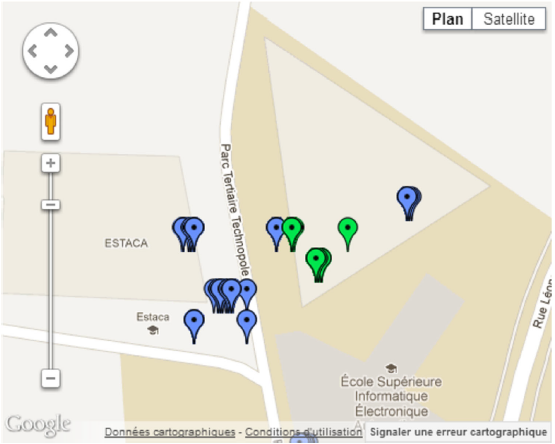 Plan Satellite
Parc Tertiaire Technopole
ESTACA
Estaca
Rue Léon
École Supérieure
Informatique
Électronique
Google
Données cartographiques - Conditions d'utilisation Signaler une erreur cartographique